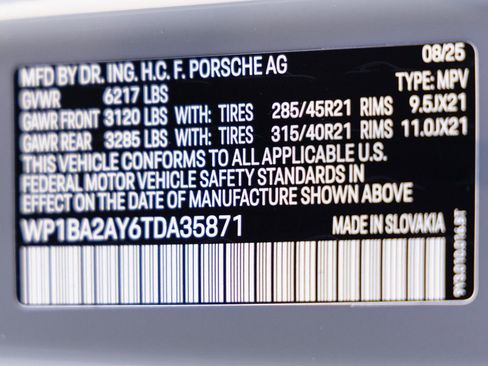 MFD BY DR. ING. H.C. F. PORSCHE AG 08/25
GVWR 6217 LBS TYPE: MPV
GAWR FRONT 3120 LBS WITH: TIRES 285/45R21 RIMS 9.5JX21
GAWR REAR 3285 LBS WITH: TIRES 315/40R21 RIMS 11.0JX21
THIS VEHICLE CONFORMS TO ALL APPLICABLE U.S.
FEDERAL MOTOR VEHICLE SAFETY STANDARDS IN
EFFECT ON THE DATE OF MANUFACTURE SHOWN ABOVE
WP1BA2AY6TDA35871 MADE IN SLOVAKIA